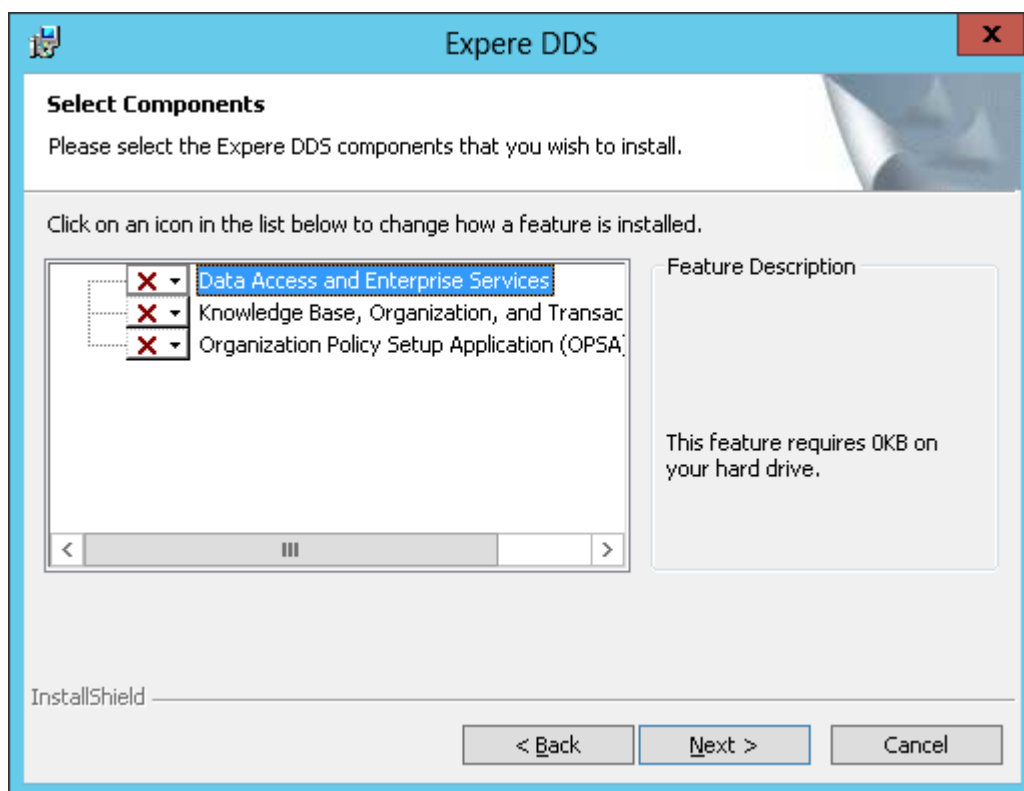 Expere DDS
x
Select Components
Please select the Expere DDS components that you wish to install.
Click on an icon in the list below to change how a feature is installed.
Data Access and Enterprise Services
Knowledge Base, Organization, and Transac
Organization Policy Setup Application (OPSA)
Feature Description
This feature requires 0KB on
your hard drive.
InstallShield
< Back
Next >
Cancel